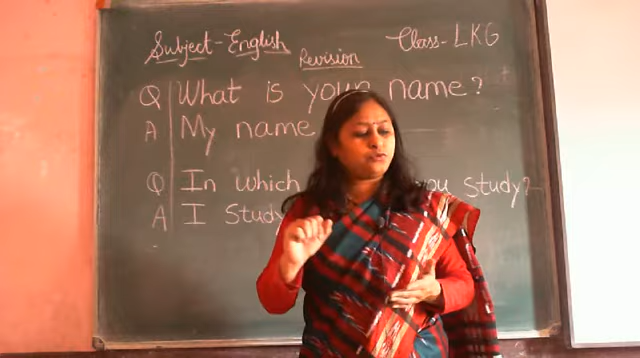 Subject-English
Class-LKG
Revision
Q What is your name?
A My name
Q In which you study?
A I Study